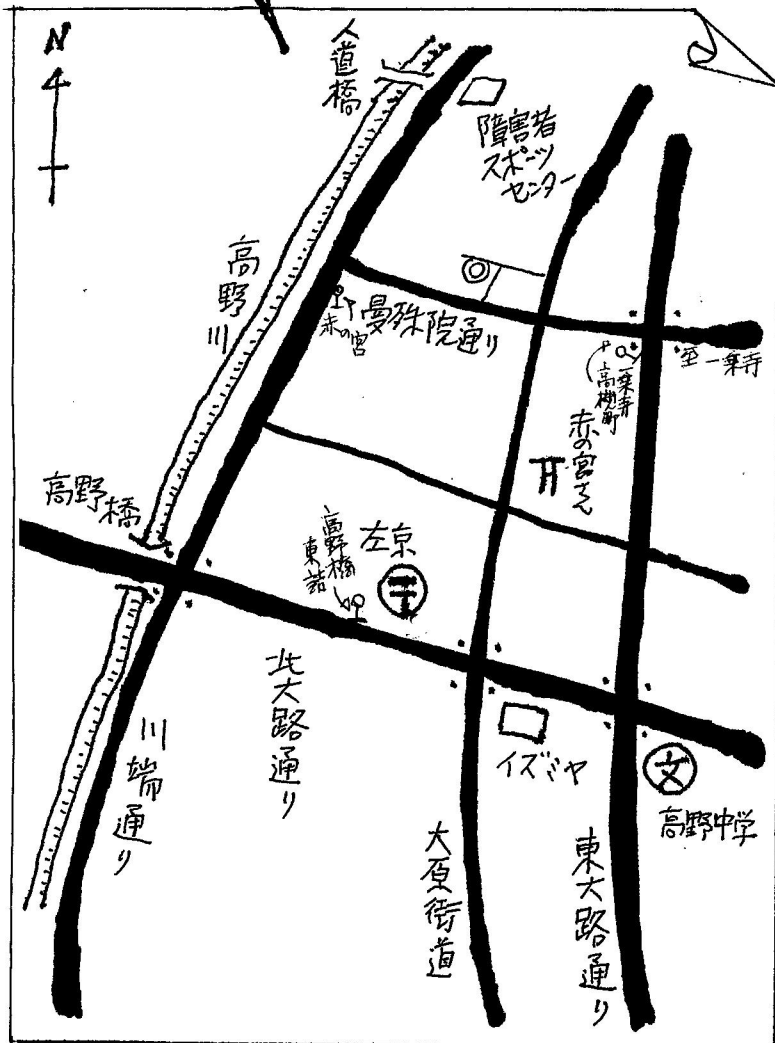 N
人道橋
障害者
スポーツ
センター
高野川
赤の宮
曼殊院通り
一乗寺
高槻町
至一乗寺
赤の宮さん
高野橋
高野橋
東詰
左京
〒
北大路通り
川端通り
イズミヤ
文
高野中学
大原街道
東大路通り